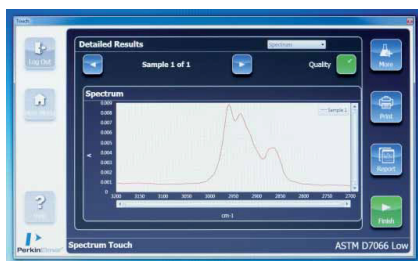 Touch
Detailed Results
Spectrum
Log Out
Sample 1 of 1
Quality
More
Spectrum
0.009
0.008
0.007
0.006
0.005
0.004
0.003
0.002
0.001
0
A
Sample 1
3200 3150 3100 3050 3000 2950 2900 2850 2800 2750 2700
cm-1
Print
Report
Finish
PerkinElmer
Spectrum Touch
ASTM D7066 Low